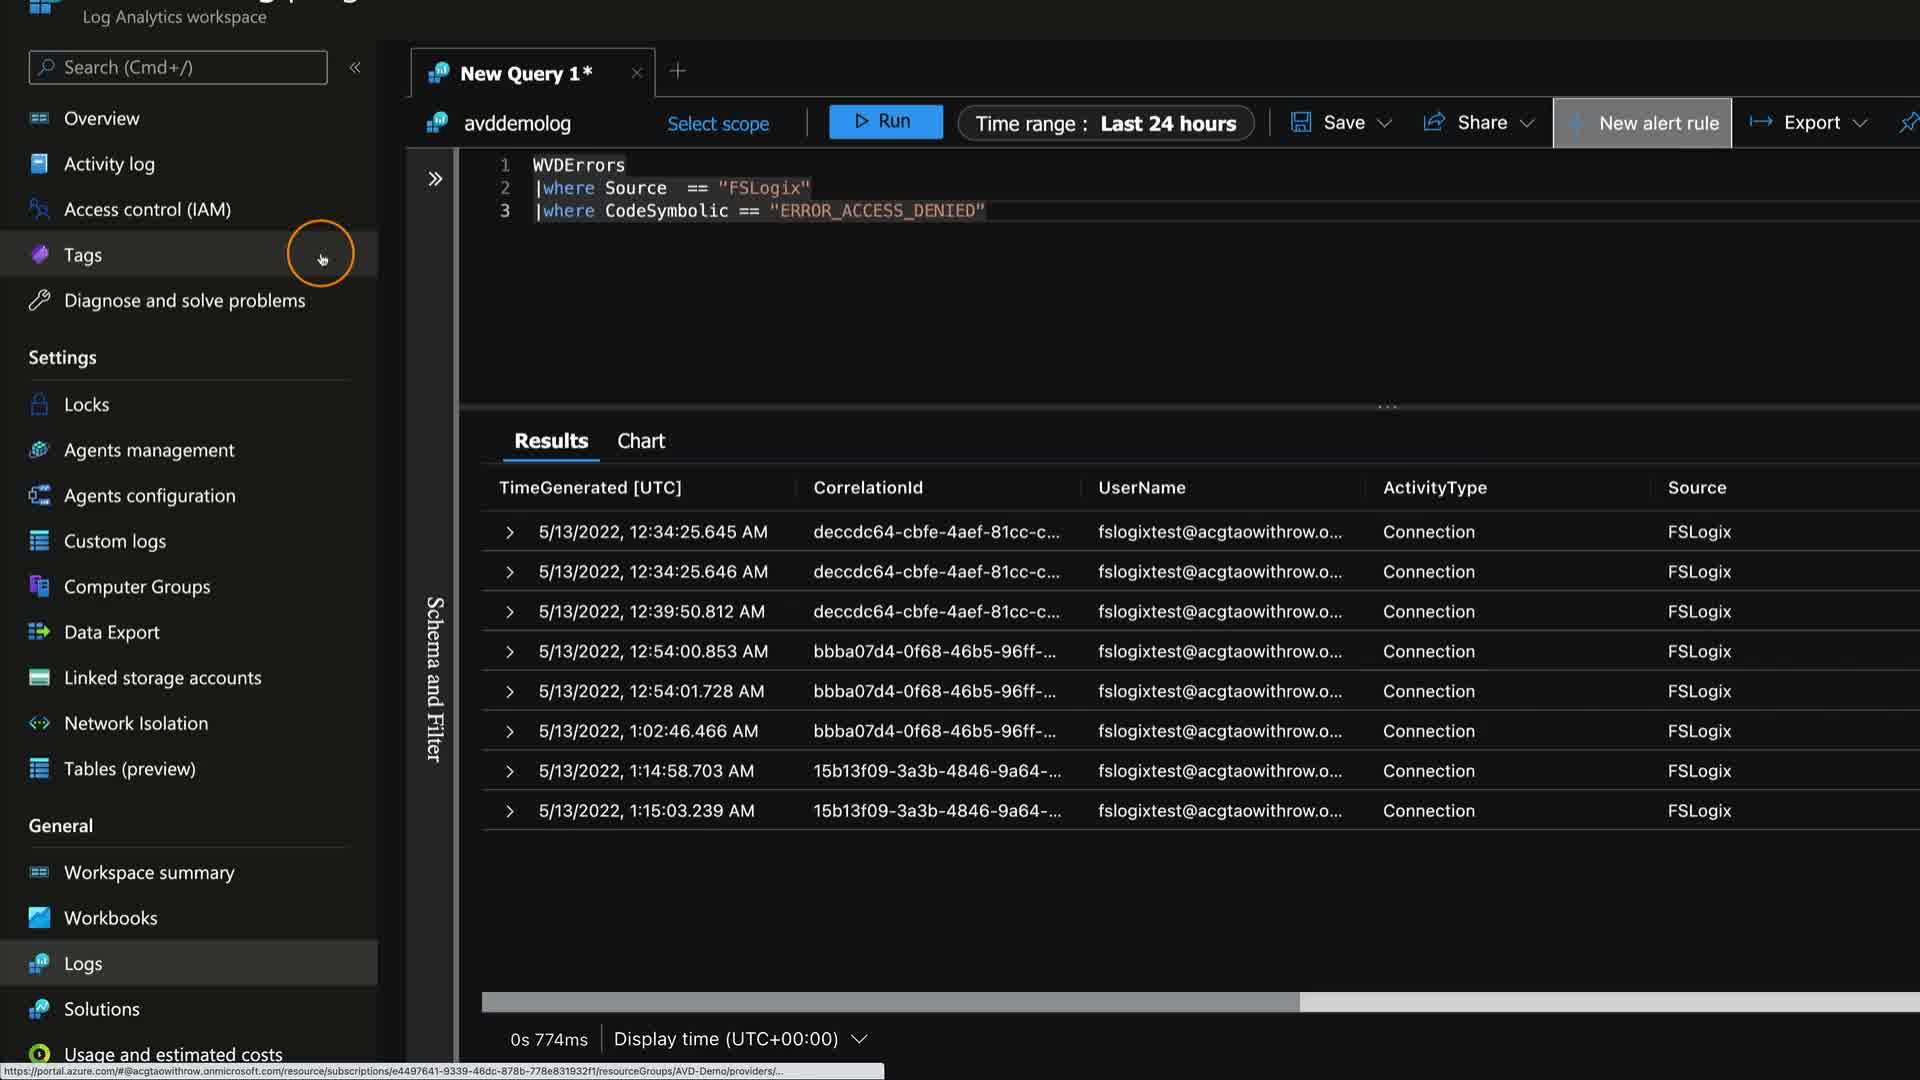 Log Analytics workspace
Search (Cmd+/)
«
Overview
Activity log
Access control (IAM)
Tags
Diagnose and solve problems
Settings
Locks
Agents management
Agents configuration
Custom logs
Computer Groups
Data Export
Linked storage accounts
Network Isolation
Tables (preview)
General
Workspace summary
Workbooks
Logs
Solutions
Usage and estimated costs
New Query 1*
avddemolog
Select scope
Run
Time range : Last 24 hours
Save
Share
New alert rule
Export
1 WVDErrors
2 |where Source == "FSLogix"
3 |where CodeSymbolic == "ERROR_ACCESS_DENIED"
Schema and Filter
Results Chart
TimeGenerated [UTC] CorrelationId UserName ActivityType Source
5/13/2022, 12:34:25.645 AM deccdc64-cbfe-4aef-81cc-c... fslogixtest@acgtaowithrow.o... Connection FSLogix
5/13/2022, 12:34:25.646 AM deccdc64-cbfe-4aef-81cc-c... fslogixtest@acgtaowithrow.o... Connection FSLogix
5/13/2022, 12:39:50.812 AM deccdc64-cbfe-4aef-81cc-c... fslogixtest@acgtaowithrow.o... Connection FSLogix
5/13/2022, 12:54:00.853 AM bbba07d4-0f68-46b5-96ff-... fslogixtest@acgtaowithrow.o... Connection FSLogix
5/13/2022, 12:54:01.728 AM bbba07d4-0f68-46b5-96ff-... fslogixtest@acgtaowithrow.o... Connection FSLogix
5/13/2022, 1:02:46.466 AM bbba07d4-0f68-46b5-96ff-... fslogixtest@acgtaowithrow.o... Connection FSLogix
5/13/2022, 1:14:58.703 AM 15b13f09-3a3b-4846-9a64-... fslogixtest@acgtaowithrow.o... Connection FSLogix
5/13/2022, 1:15:03.239 AM 15b13f09-3a3b-4846-9a64-... fslogixtest@acgtaowithrow.o... Connection FSLogix
0s 774ms Display time (UTC+00:00)
https://portal.azure.com/#@acgtaowithrow.onmicrosoft.com/resource/subscriptions/e4497641-9339-46dc-878b-778e831932f1/resourceGroups/AVD-Demo/providers/...